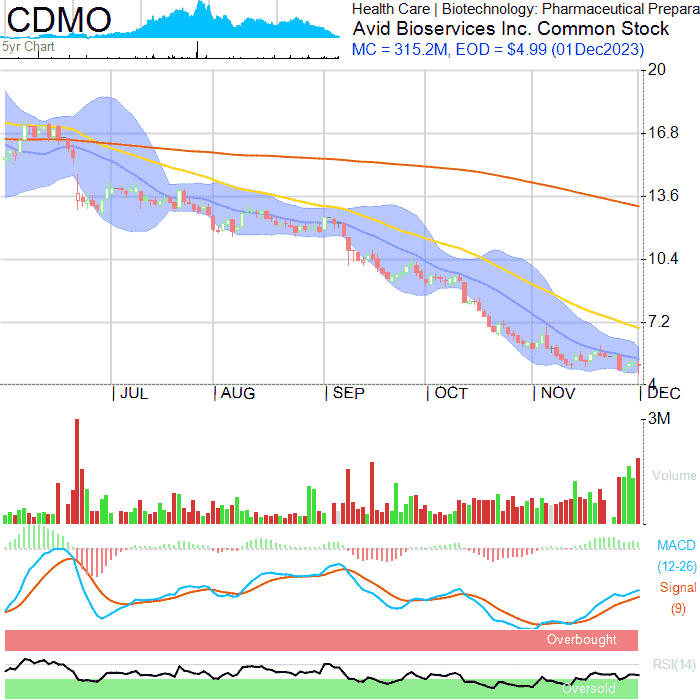 CDMO
5yr Chart
Health Care | Biotechnology: Pharmaceutical Prepara
Avid Bioservices Inc. Common Stock
MC = 315.2M, EOD = $4.99 (01Dec2023)
20
16.8
13.6
10.4
7.2
4
JUL
AUG
SEP
OCT
NOV
DEC
3M
Volume
MACD
(12-26)
Signal
(9)
Overbought
RSI(14)
Oversold